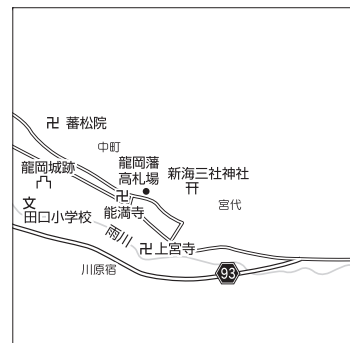 卍 蕃松院
中町
龍岡城跡
龍岡藩
高札場
新海三社神社
文
田口小学校
卍
能満寺
宮代
雨川
卍上宮寺
川原宿
93